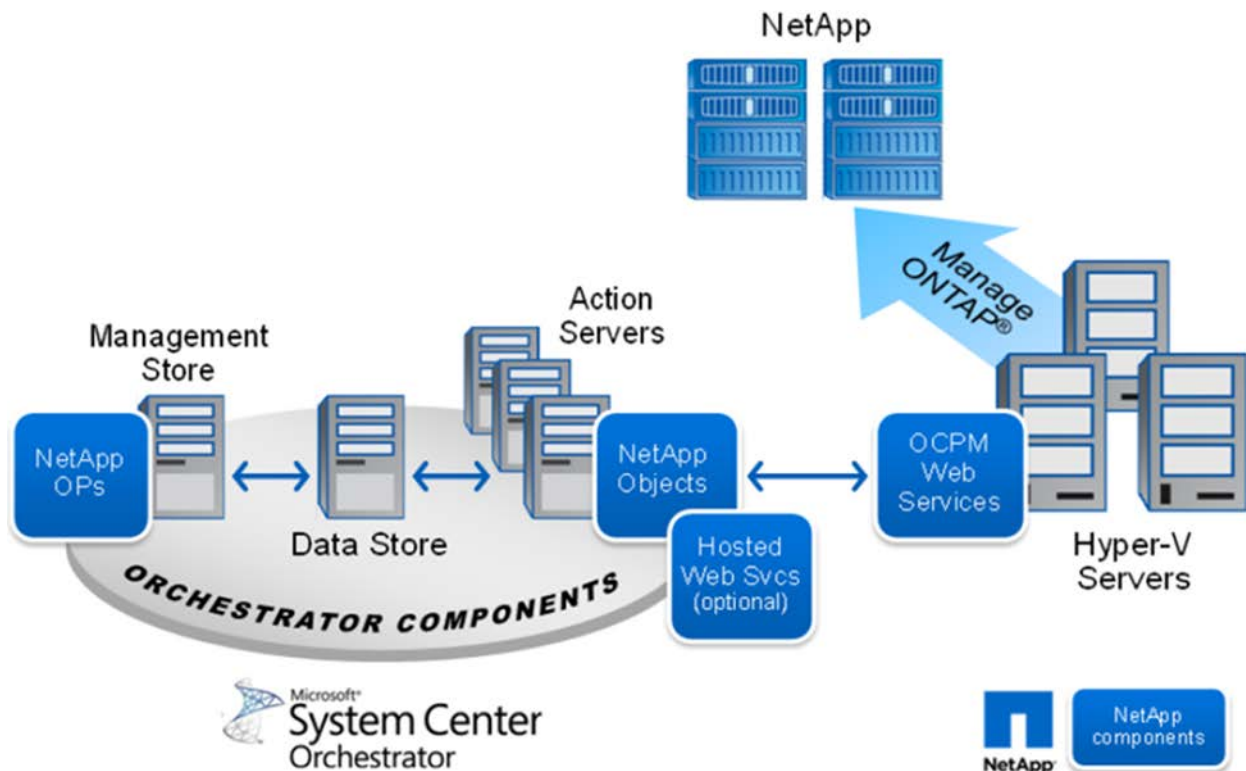 NetApp
Manage
ONTAP®
Action
Servers
Management
Store
NetApp
OPs
NetApp
Objects
OCPM
Web
Services
Data Store
Hosted
Web Svcs
(optional)
Hyper-V
Servers
ORCHESTRATOR COMPONENTS
Microsoft®
System Center
Orchestrator
NetApp®
NetApp
components